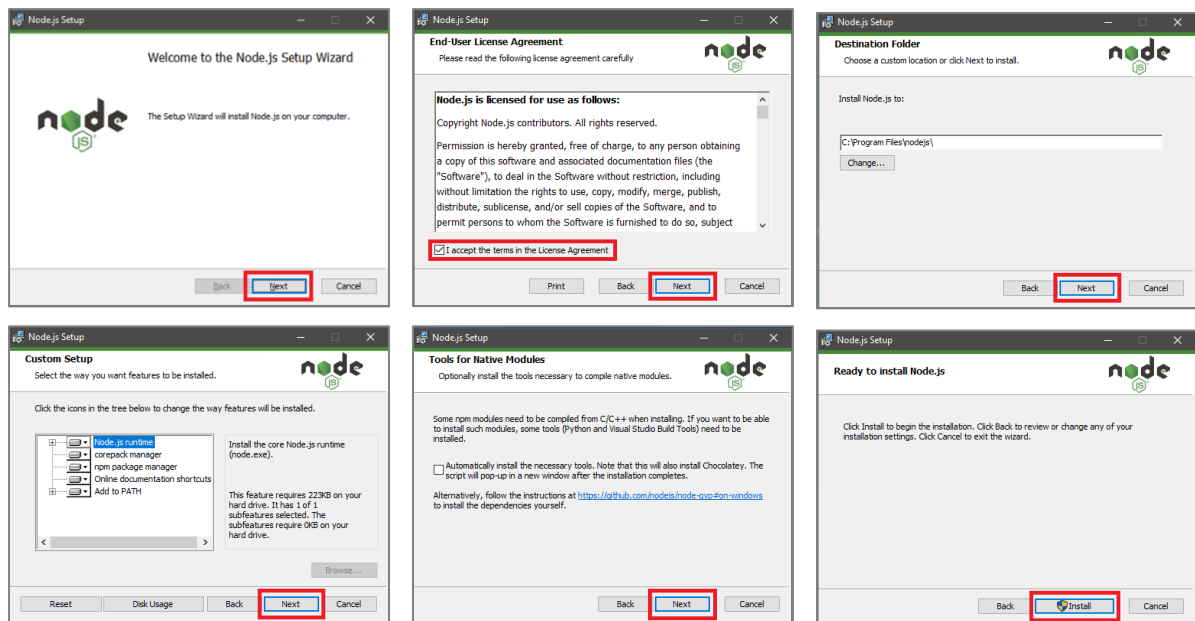 Node.js Setup
Welcome to the Node.js Setup Wizard
node
JS
The Setup Wizard will install Node.js on your computer.
Back
Next
Cancel
Node.js Setup
End-User License Agreement
Please read the following license agreement carefully
node
JS
Node.js is licensed for use as follows:
Copyright Node.js contributors. All rights reserved.
Permission is hereby granted, free of charge, to any person obtaining
a copy of this software and associated documentation files (the
"Software"), to deal in the Software without restriction, including
without limitation the rights to use, copy, modify, merge, publish,
distribute, sublicense, and/or sell copies of the Software, and to
permit persons to whom the Software is furnished to do so, subject
I accept the terms in the License Agreement
Print
Back
Next
Cancel
Node.js Setup
Destination Folder
Choose a custom location or click Next to install.
node
JS
Install Node.js to:
C:\Program Files\nodejs\
Change...
Back
Next
Cancel
Node.js Setup
Custom Setup
Select the way you want features to be installed.
node
JS
Click the icons in the tree below to change the way features will be installed.
Node.js runtime
corepack manager
npm package manager
Online documentation shortcuts
Add to PATH
Install the core Node.js runtime
(node.exe).
This feature requires 223KB on your
hard drive. It has 1 of 1
subfeatures selected. The
subfeatures require 0KB on your
hard drive.
Browse...
Reset
Disk Usage
Back
Next
Cancel
Node.js Setup
Tools for Native Modules
Optionally install the tools necessary to compile native modules.
node
JS
Some npm modules need to be compiled from C/C++ when installing. If you want to be able
to install such modules, some tools (Python and Visual Studio Build Tools) need to be
installed.
Automatically install the necessary tools. Note that this will also install Chocolatey. The
script will pop-up in a new window after the installation completes.
Alternatively, follow the instructions at https://github.com/nodejs/node-gyp#on-windows
to install the dependencies yourself.
Back
Next
Cancel
Node.js Setup
Ready to install Node.js
node
JS
Click Install to begin the installation. Click Back to review or change any of your
installation settings. Click Cancel to exit the wizard.
Back
Install
Cancel